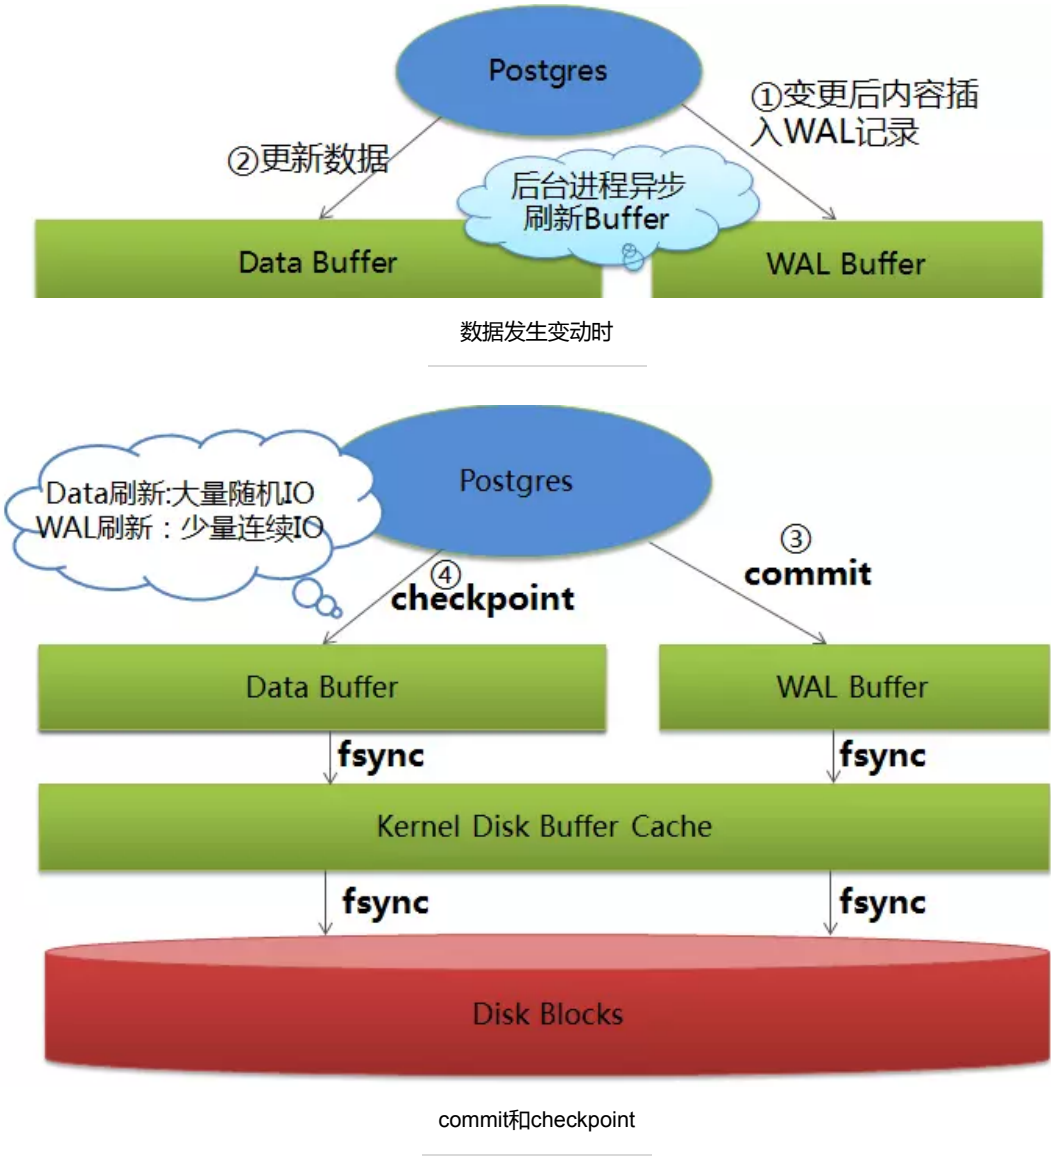 Postgres
①变更后内容插
入WAL记录
②更新数据
后台进程异步
刷新Buffer
Data Buffer
WAL Buffer
数据发生变动时
Postgres
Data刷新:大量随机IO
WAL刷新：少量连续IO
③
commit
④
checkpoint
Data Buffer
WAL Buffer
fsync
fsync
Kernel Disk Buffer Cache
fsync
fsync
Disk Blocks
commit和checkpoint